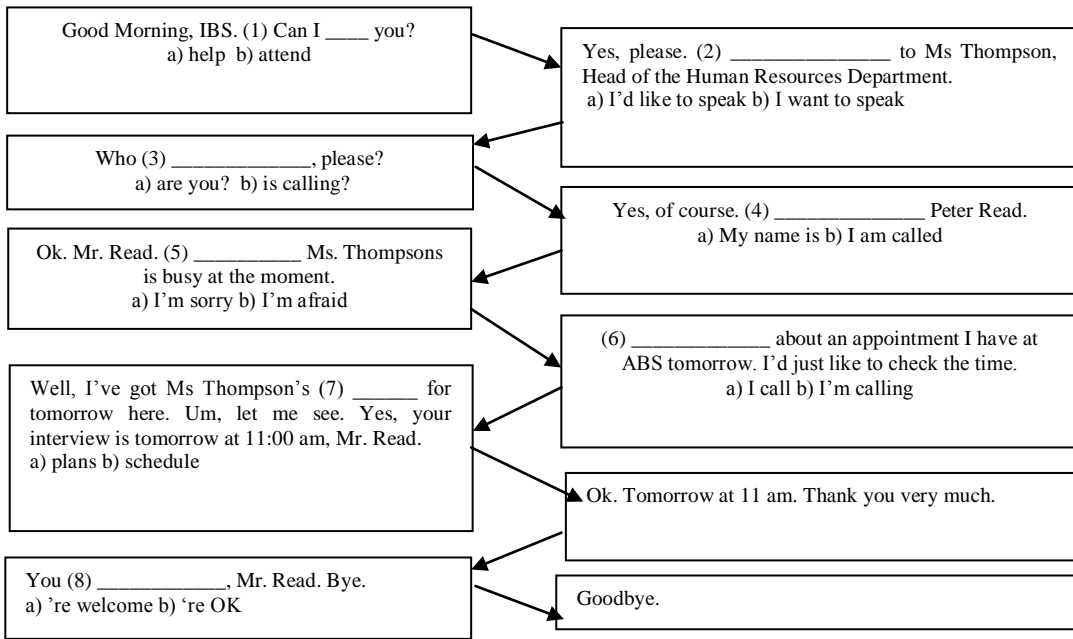 Good Morning, IBS. (1) Can I ____ you?
a) help b) attend
Yes, please. (2) _______________ to Ms Thompson,
Head of the Human Resources Department.
a) I’d like to speak b) I want to speak
Who (3) _____________, please?
a) are you? b) is calling?
Yes, of course. (4) ______________ Peter Read.
a) My name is b) I am called
Ok. Mr. Read. (5) __________ Ms. Thompsons
is busy at the moment.
a) I’m sorry b) I’m afraid
(6) _____________ about an appointment I have at
ABS tomorrow. I’d just like to check the time.
a) I call b) I’m calling
Well, I’ve got Ms Thompson’s (7) ______ for
tomorrow here. Um, let me see. Yes, your
interview is tomorrow at 11:00 am, Mr. Read.
a) plans b) schedule
Ok. Tomorrow at 11 am. Thank you very much.
You (8) ____________, Mr. Read. Bye.
a) ’re welcome b) ‘re OK
Goodbye.